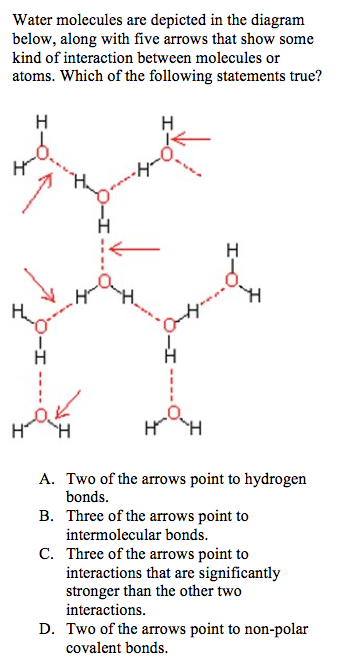 Water molecules are depicted in the diagram
below, along with five arrows that show some
kind of interaction between molecules or
atoms. Which of the following statements true?
H H
O O
H H H
O
H
H
O O
H H H H
H O O
H H
O O
H H H H
A. Two of the arrows point to hydrogen
bonds.
B. Three of the arrows point to
intermolecular bonds.
C. Three of the arrows point to
interactions that are significantly
stronger than the other two
interactions.
D. Two of the arrows point to non-polar
covalent bonds.